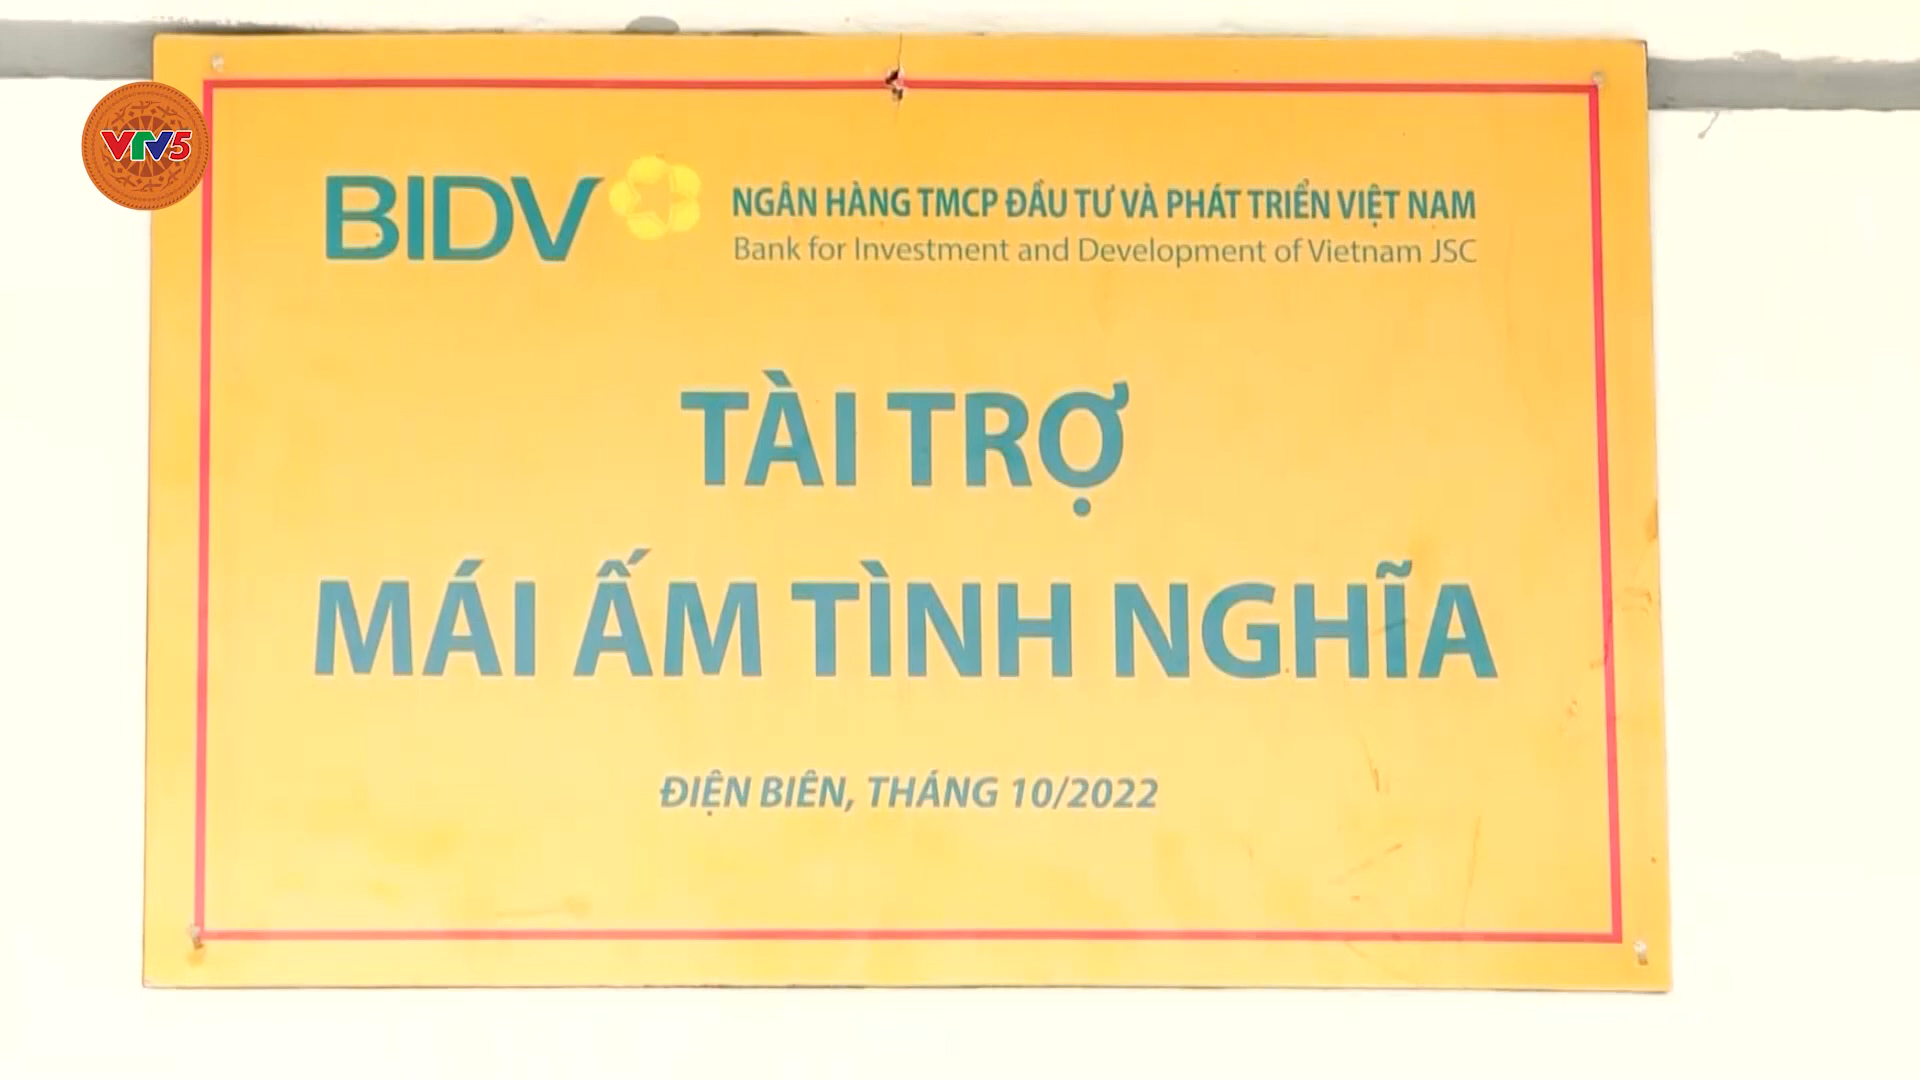 VTV5
BIDV
NGÂN HÀNG TMCP ĐẦU TƯ VÀ PHÁT TRIỂN VIỆT NAM
Bank for Investment and Development of Vietnam JSC
TÀI TRỢ
MÁI ẤM TÌNH NGHĨA
ĐIỆN BIÊN, THÁNG 10/2022